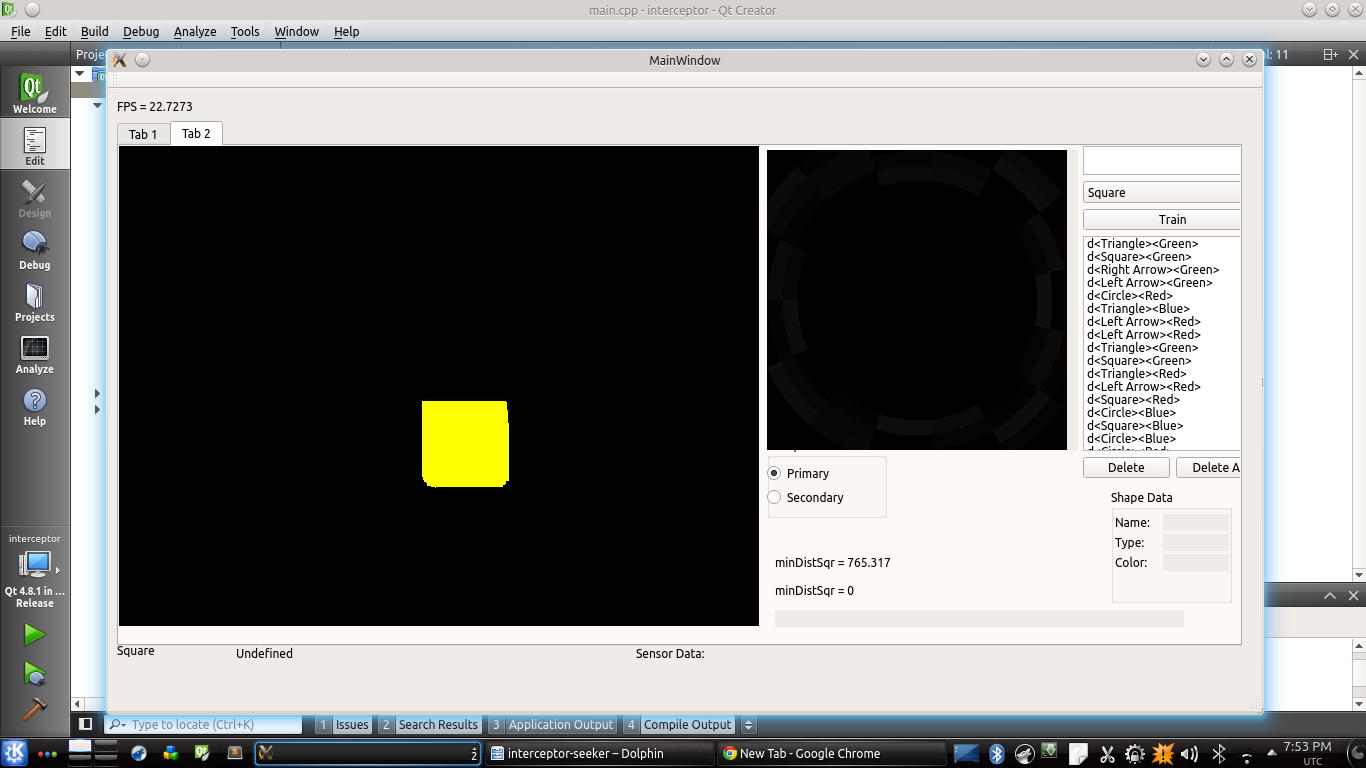 main.cpp - interceptor - Qt Creator
File Edit Build Debug Analyze Tools Window Help
Proje
MainWindow
l: 11
Qt
Welcome
Edit
Design
Debug
Projects
Analyze
Help
interceptor
Qt 4.8.1 in ...
Release
FPS = 22.7273
Tab 1 Tab 2
Square
Train
d<Triangle><Green>
d<Square><Green>
d<Right Arrow><Green>
d<Left Arrow><Green>
d<Circle><Red>
d<Triangle><Blue>
d<Left Arrow><Red>
d<Left Arrow><Red>
d<Triangle><Green>
d<Square><Green>
d<Triangle><Red>
d<Left Arrow><Red>
d<Square><Red>
d<Circle><Blue>
d<Square><Blue>
d<Circle><Blue>
d<Circle><Red>
Delete Delete A
Primary
Secondary
Shape Data
Name:
Type:
Color:
minDistSqr = 765.317
minDistSqr = 0
Square Undefined Sensor Data:
Type to locate (Ctrl+K) 1 Issues 2 Search Results 3 Application Output 4 Compile Output
2 interceptor-seeker – Dolphin New Tab - Google Chrome 7:53 PM
UTC